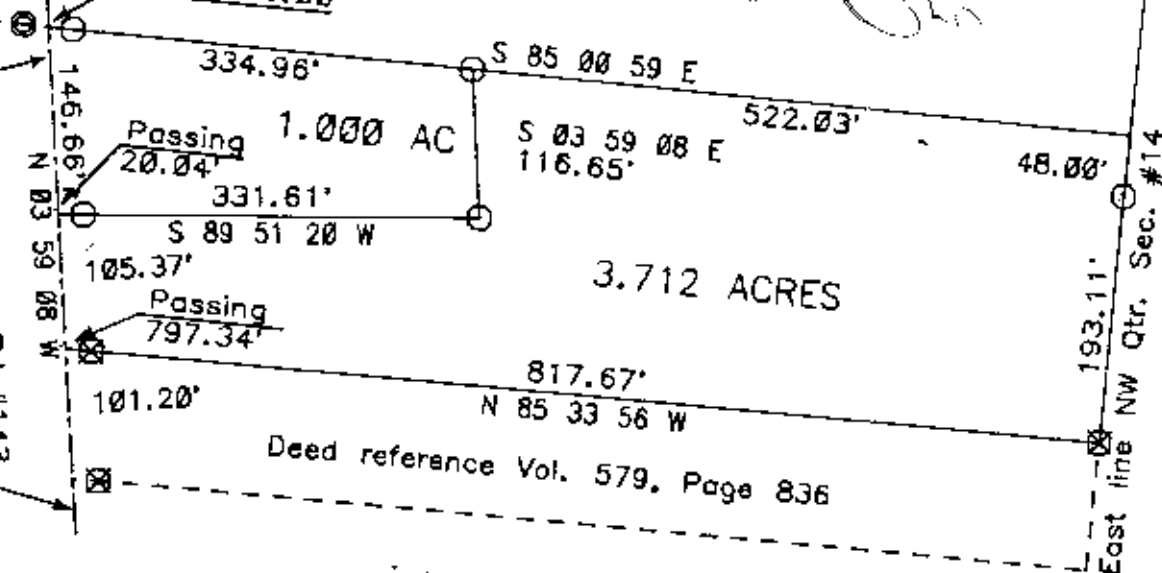 334.96'
S 85 00 59 E
522.03'
146.66'
Passing
20.04'
1.000 AC
S 03 59 08 E
116.65'
48.00'
331.61'
S 89 51 20 W
N 03 59 08 W
105.37'
3.712 ACRES
193.11'
East line NW Qtr. Sec. #14
Passing
797.34'
817.67'
N 85 33 56 W
101.20'
Deed reference Vol. 579, Page 836